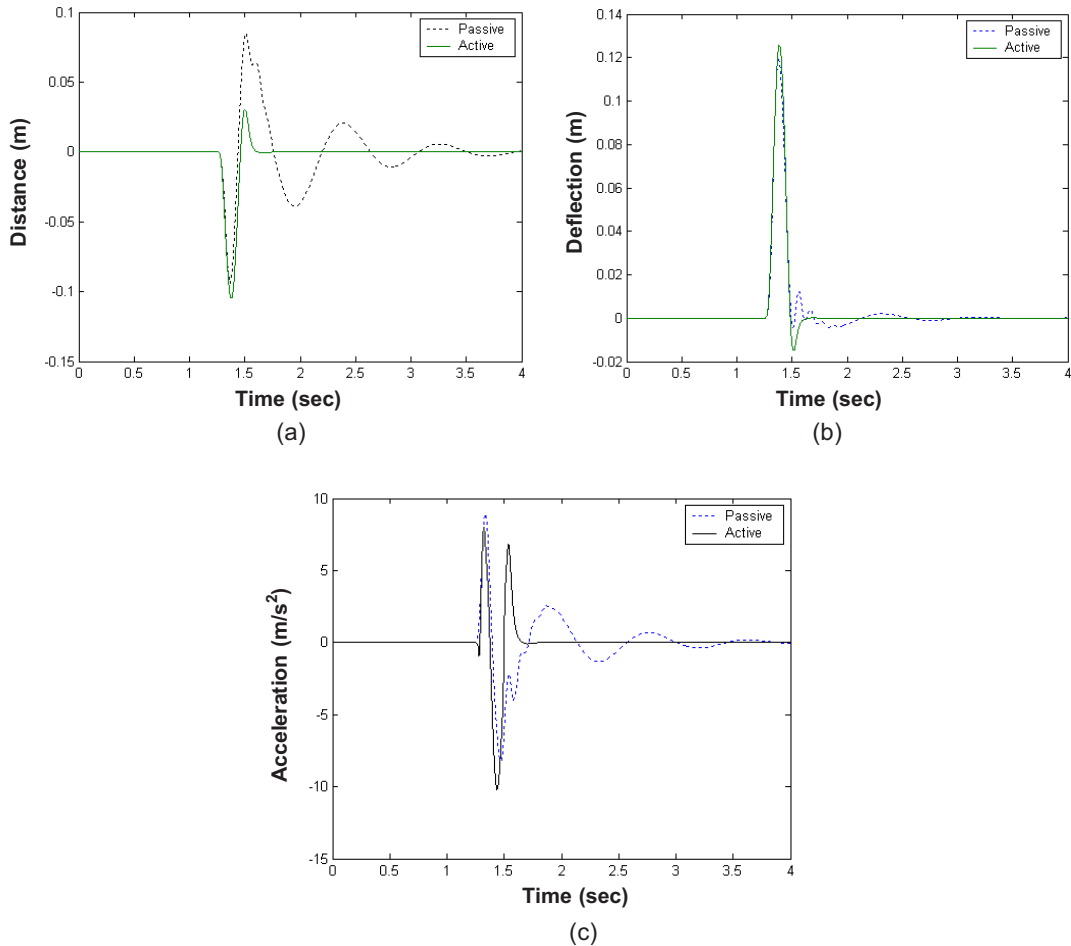 0.1
0.05
0
-0.05
-0.1
-0.15
Distance (m)
Passive
Active
0 0.5 1 1.5 2 2.5 3 3.5 4
Time (sec)
(a)
0.14
0.12
0.1
0.08
0.06
0.04
0.02
0
-0.02
Deflection (m)
Passive
Active
0 0.5 1 1.5 2 2.5 3 3.5 4
Time (sec)
(b)
10
5
0
-5
-10
-15
Acceleration (m/s²)
Passive
Active
0 0.5 1 1.5 2 2.5 3 3.5 4
Time (sec)
(c)